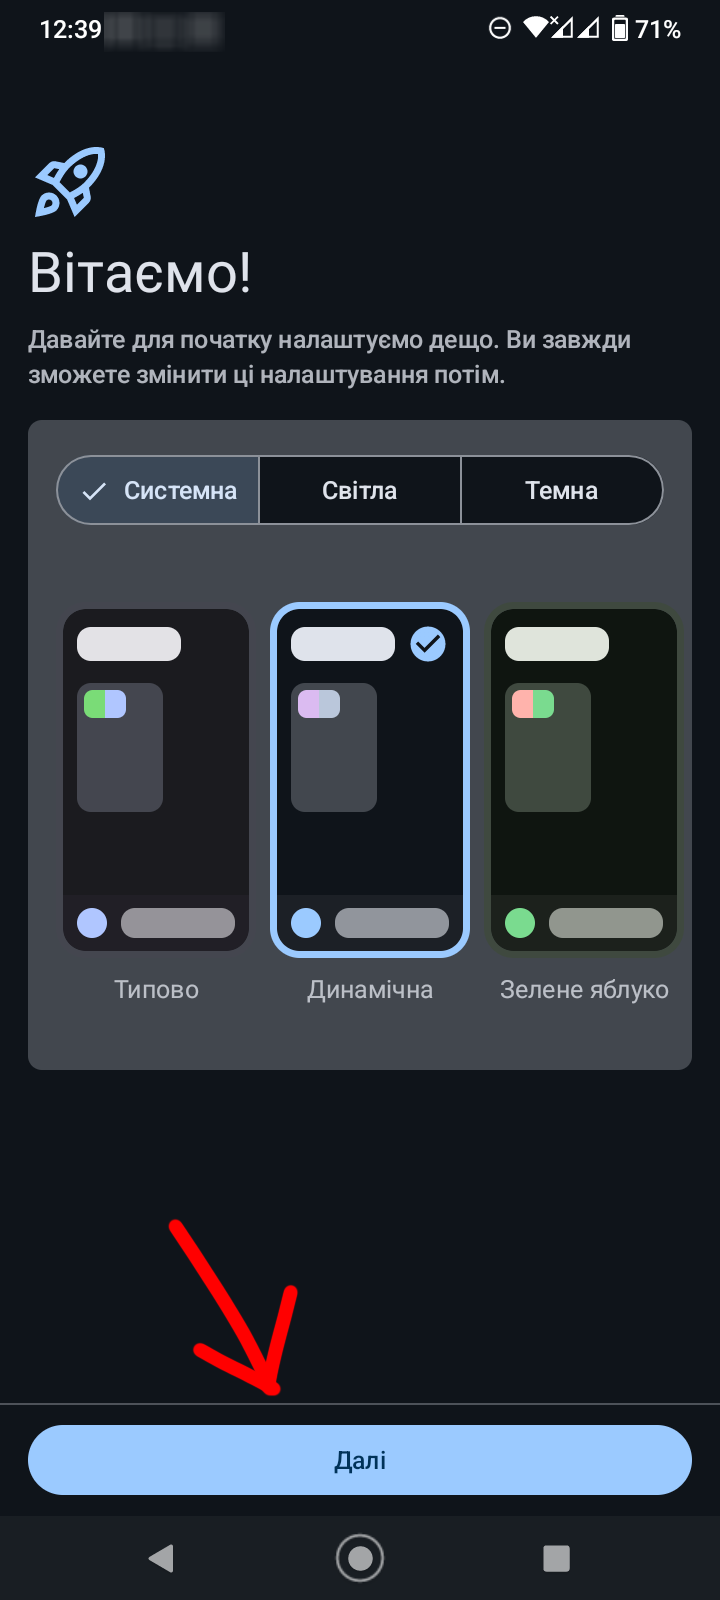 12:39
71%
Вітаємо!
Давайте для початку налаштуємо дещо. Ви завжди
зможете змінити ці налаштування потім.
Системна
Світла
Темна
Типово
Динамічна
Зелене яблуко
Далі